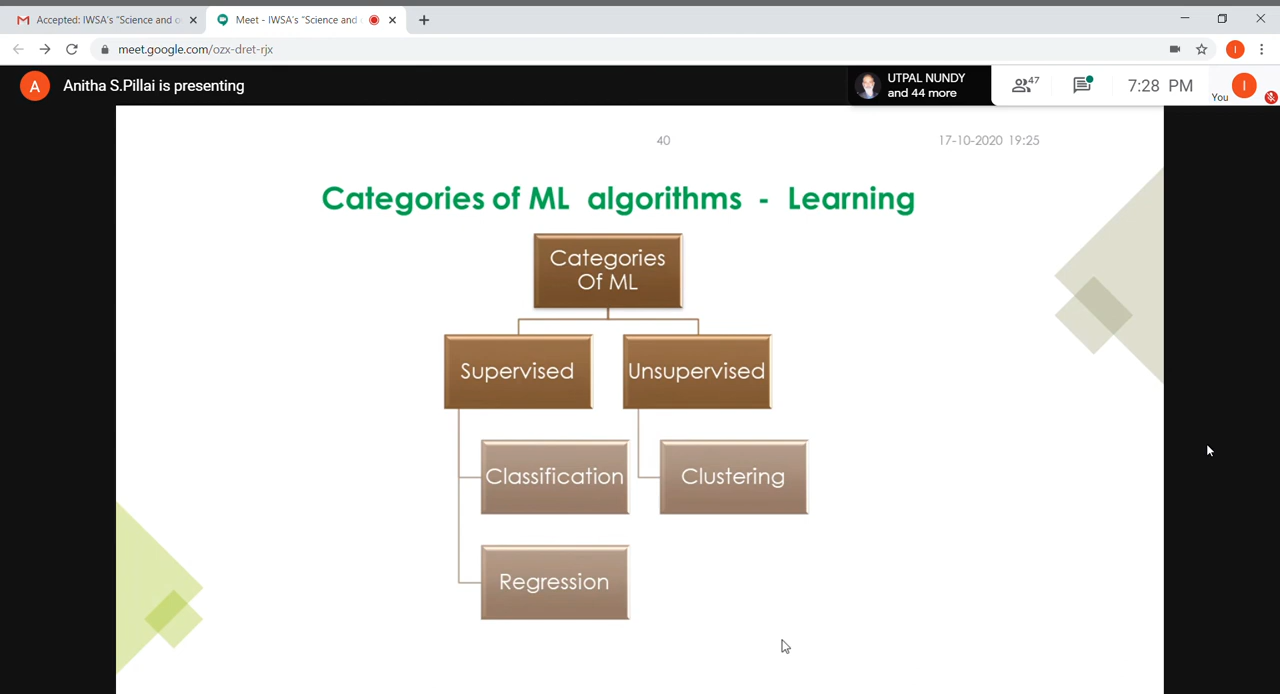 Accepted: IWSA's "Science and
Meet - IWSA's "Science and
meet.google.com/ozx-dret-rjx
I
A
Anitha S.Pillai is presenting
UTPAL NUNDY
and 44 more
47
7:28 PM
You
I
40
17-10-2020 19:25
Categories of ML algorithms - Learning
Categories
Of ML
Supervised
Unsupervised
Classification
Clustering
Regression